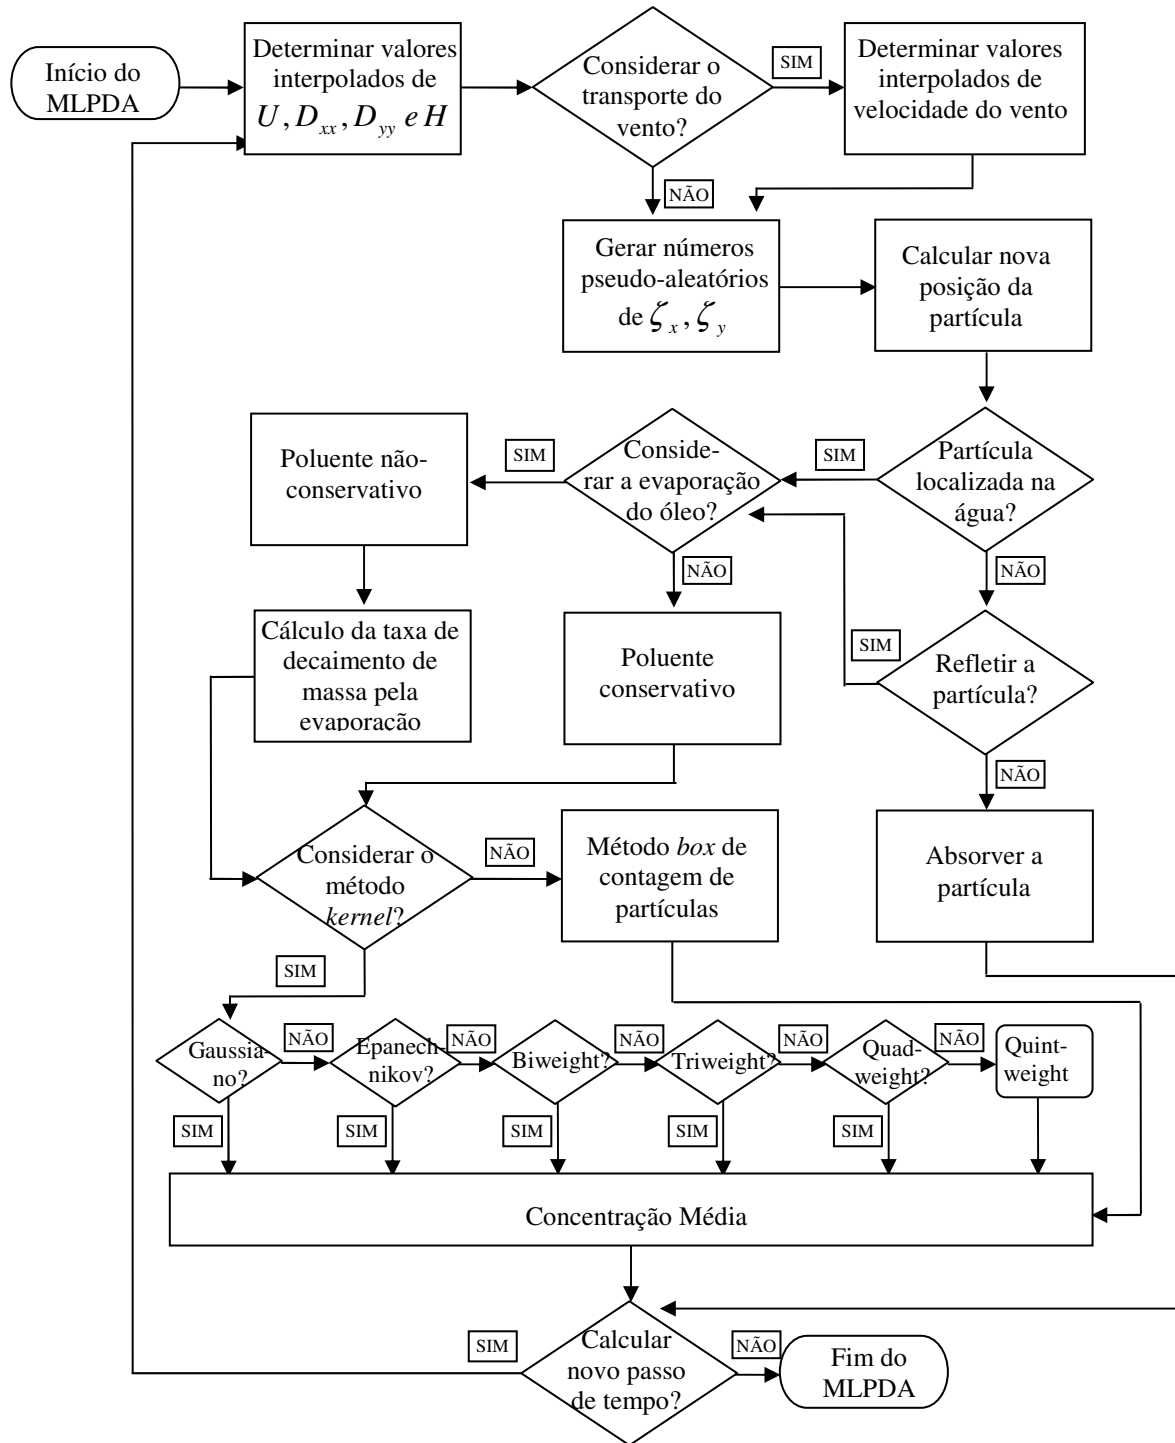 Início do
MLPDA
Determinar valores
interpolados de
U, D_xx, D_yy e H
Considerar o
transporte do
vento?
SIM
Determinar valores
interpolados de
velocidade do vento
NÃO
Gerar números
pseudo-aleatórios
de ζ_x, ζ_y
Calcular nova
posição da
partícula
Partícula
localizada na
água?
SIM
Conside-
rar a evaporação
do óleo?
SIM
Poluente não-
conservativo
NÃO
NÃO
Cálculo da taxa de
decaimento de
massa pela
evaporação
Poluente
conservativo
SIM
Refletir a
partícula?
NÃO
Considerar o
método
kernel?
NÃO
Método box de
contagem de
partículas
Absorver a
partícula
SIM
Gaussia-
no?
NÃO
Epanech-
nikov?
NÃO
Biweight?
NÃO
Triweight?
NÃO
Quad-
weight?
NÃO
Quint-
weight
SIM
SIM
SIM
SIM
SIM
Concentração Média
SIM
Calcular
novo passo
de tempo?
NÃO
Fim do
MLPDA